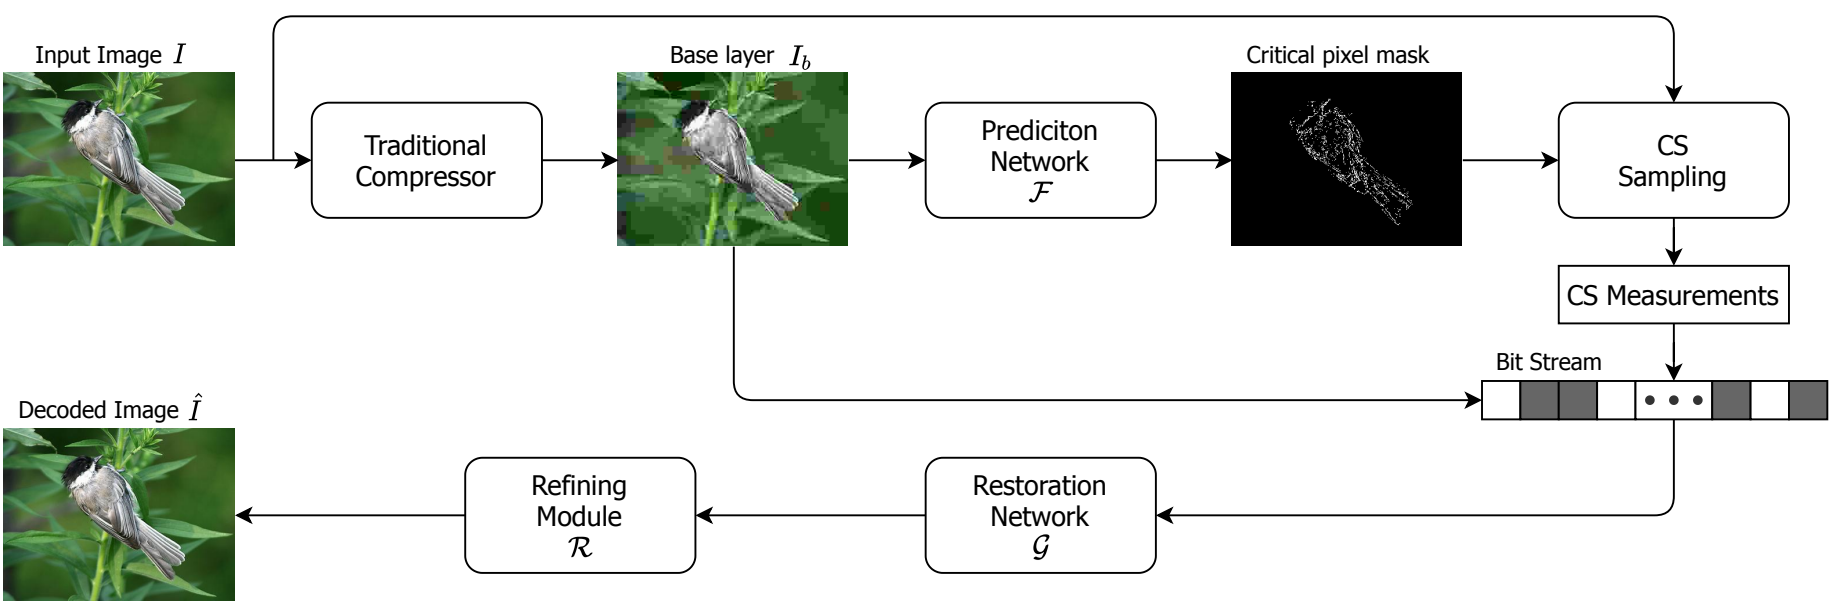 Input Image I
Base layer I_b
Critical pixel mask
Traditional
Compressor
Prediciton
Network
ℱ
CS
Sampling
CS Measurements
Bit Stream
Decoded Image Î
Refining
Module
ℛ
Restoration
Network
𝒢